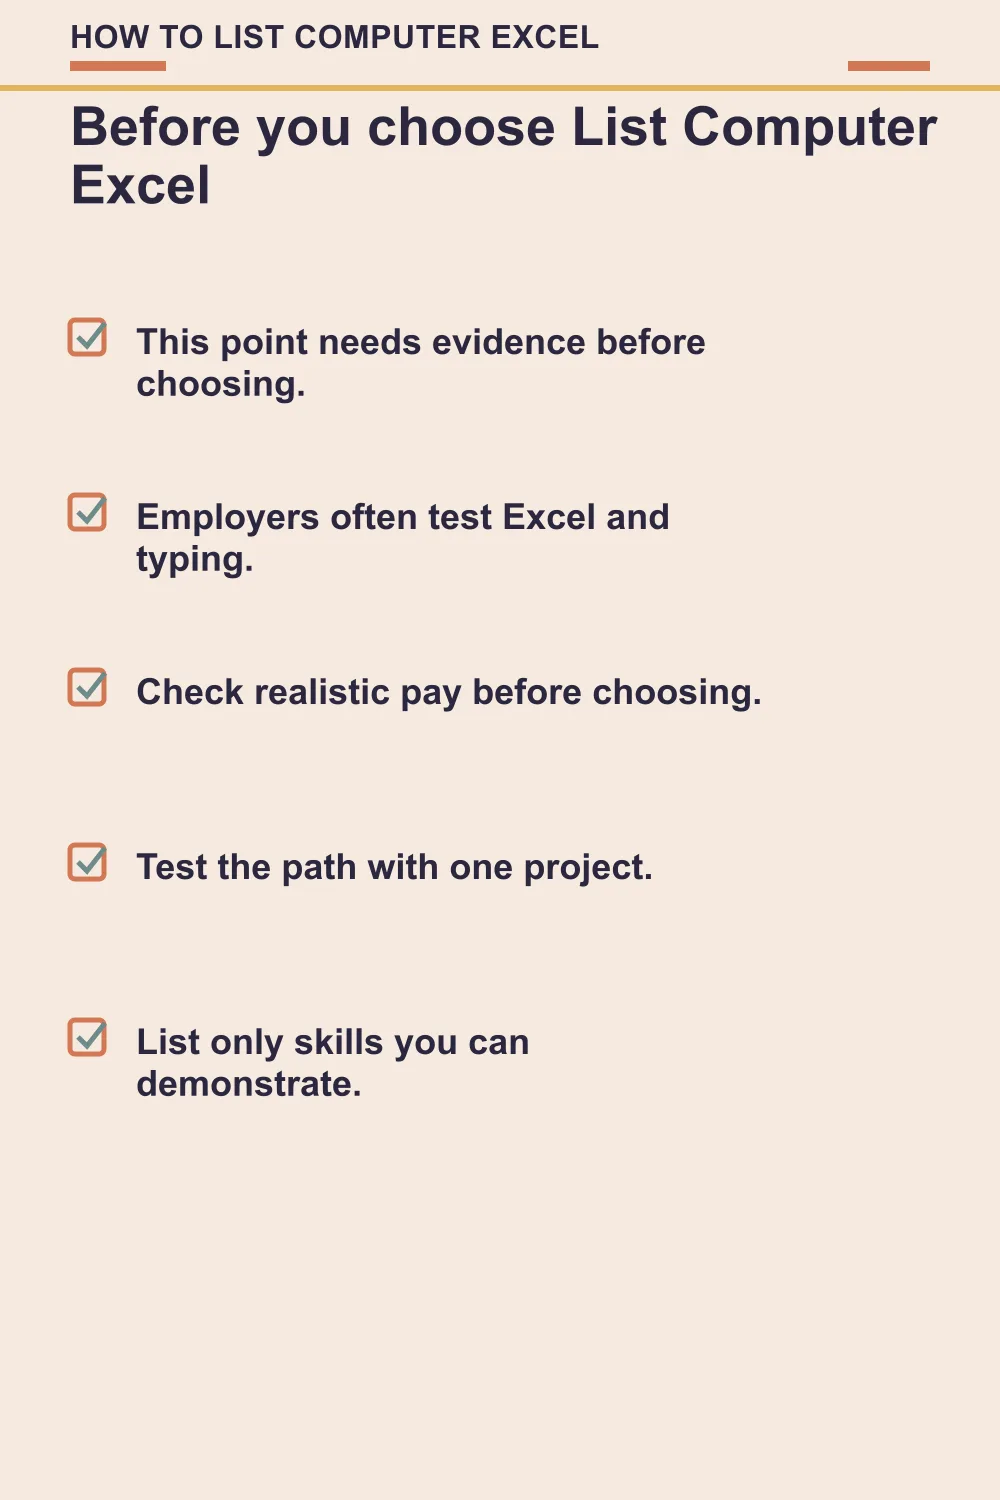 HOW TO LIST COMPUTER EXCEL
Before you choose List Computer
Excel
This point needs evidence before
choosing.
Employers often test Excel and
typing.
Check realistic pay before choosing.
Test the path with one project.
List only skills you can
demonstrate.